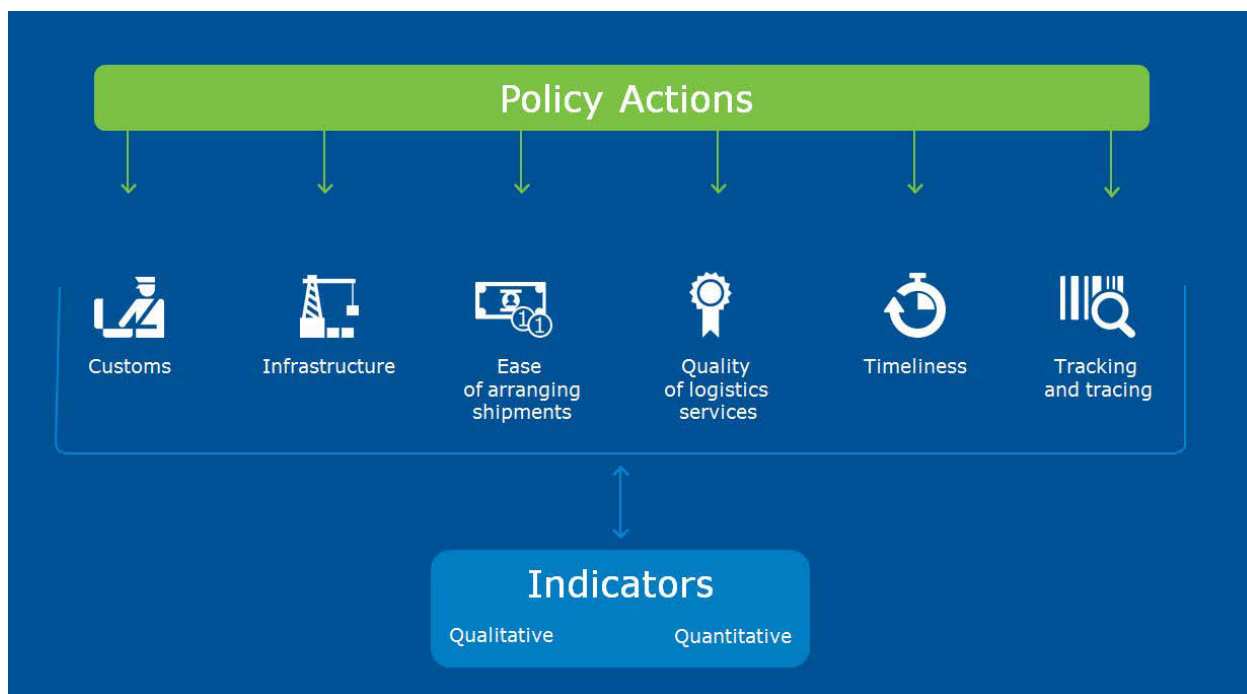 Policy Actions
Customs
Infrastructure
Ease
of arranging
shipments
Quality
of logistics
services
Timeliness
Tracking
and tracing
Indicators
Qualitative
Quantitative